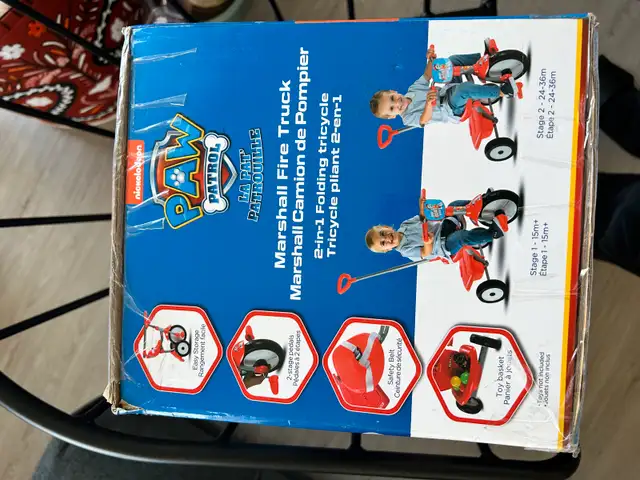 nickelodeon
PAW
PATROL
LA PAT'
PATROUILLE
Marshall Fire Truck
Marshall Camion de Pompier
2-in-1 Folding tricycle
Tricycle pliant 2-en-1
Stage 1 - 15m+
Étape 1 - 15m+
Stage 2 - 24-36m
Étape 2 - 24-36m
Easy Storage
Rangement facile
2-stage pedals
Pédales à 2 étapes
Safety Belt
Ceinture de sécurité
Toy basket
Panier à jouets
• Toys not included
• Jouets non inclus